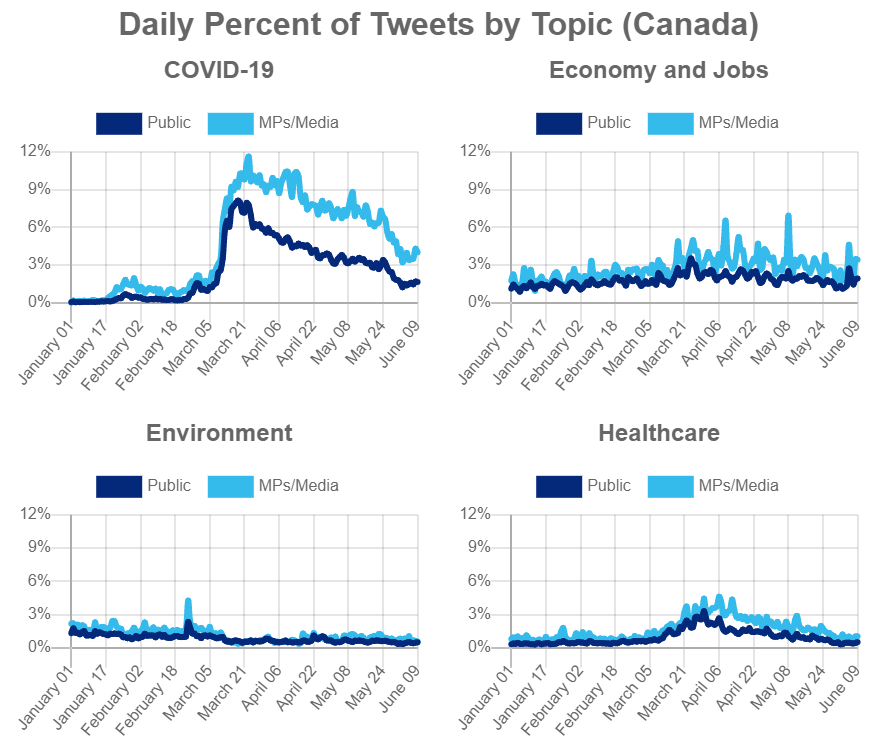 Daily Percent of Tweets by Topic (Canada)
COVID-19
Public MPs/Media
12%
9%
6%
3%
0%
January 01
January 17
February 02
February 18
March 05
March 21
April 06
April 22
May 08
May 24
June 09
Economy and Jobs
Public MPs/Media
12%
9%
6%
3%
0%
January 01
January 17
February 02
February 18
March 05
March 21
April 06
April 22
May 08
May 24
June 09
Environment
Public MPs/Media
12%
9%
6%
3%
0%
January 01
January 17
February 02
February 18
March 05
March 21
April 06
April 22
May 08
May 24
June 09
Healthcare
Public MPs/Media
12%
9%
6%
3%
0%
January 01
January 17
February 02
February 18
March 05
March 21
April 06
April 22
May 08
May 24
June 09